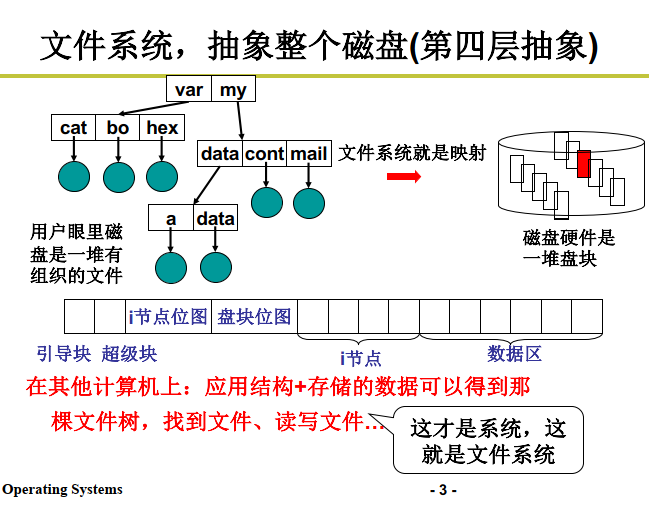 文件系统，抽象整个磁盘(第四层抽象)
var my
cat bo hex
data cont mail
文件系统就是映射
a data
用户眼里磁
盘是一堆有
组织的文件
磁盘硬件是
一堆盘块
i节点位图 盘块位图
引导块 超级块 i节点 数据区
在其他计算机上：应用结构+存储的数据可以得到那
棵文件树，找到文件、读写文件…
这才是系统，这
就是文件系统
Operating Systems
- 3 -